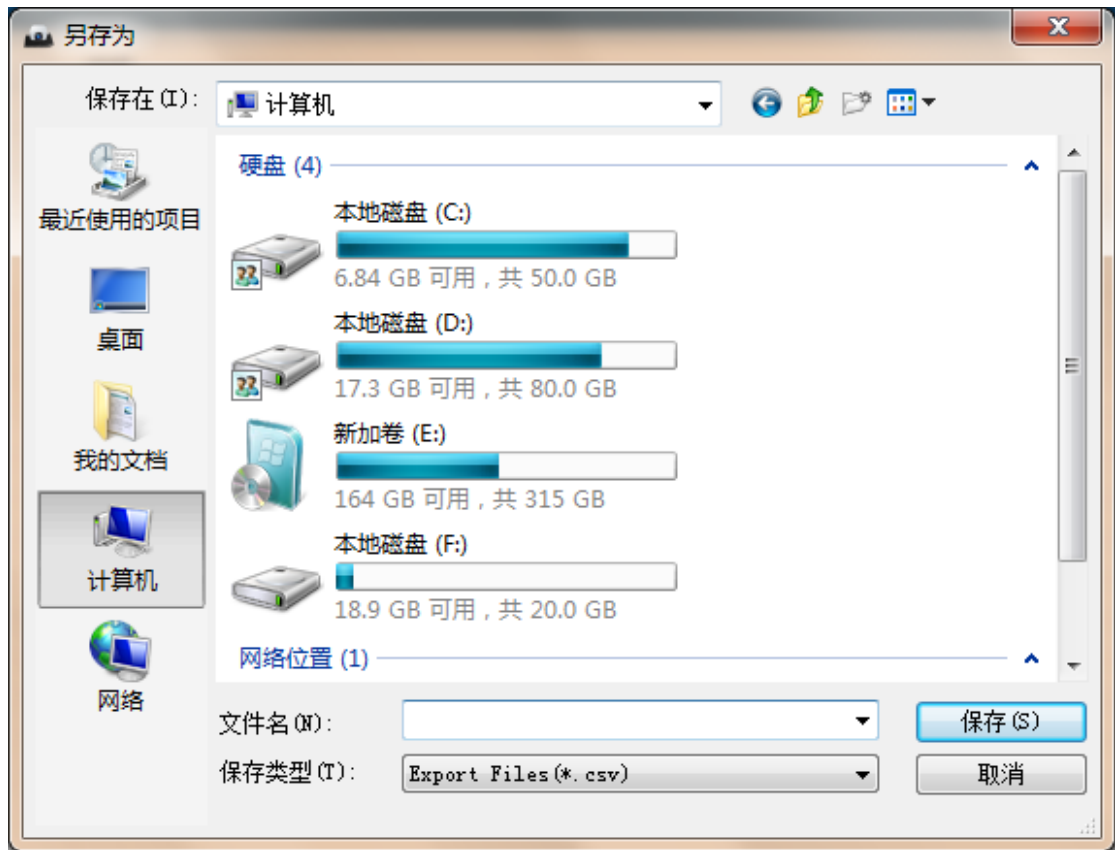 另存为
保存在(I):
计算机
最近使用的项目
桌面
我的文档
计算机
网络
硬盘 (4)
本地磁盘 (C:)
6.84 GB 可用，共 50.0 GB
本地磁盘 (D:)
17.3 GB 可用，共 80.0 GB
新加卷 (E:)
164 GB 可用，共 315 GB
本地磁盘 (F:)
18.9 GB 可用，共 20.0 GB
网络位置 (1)
文件名(N):
保存(S)
保存类型(T):
Export Files(*.csv)
取消